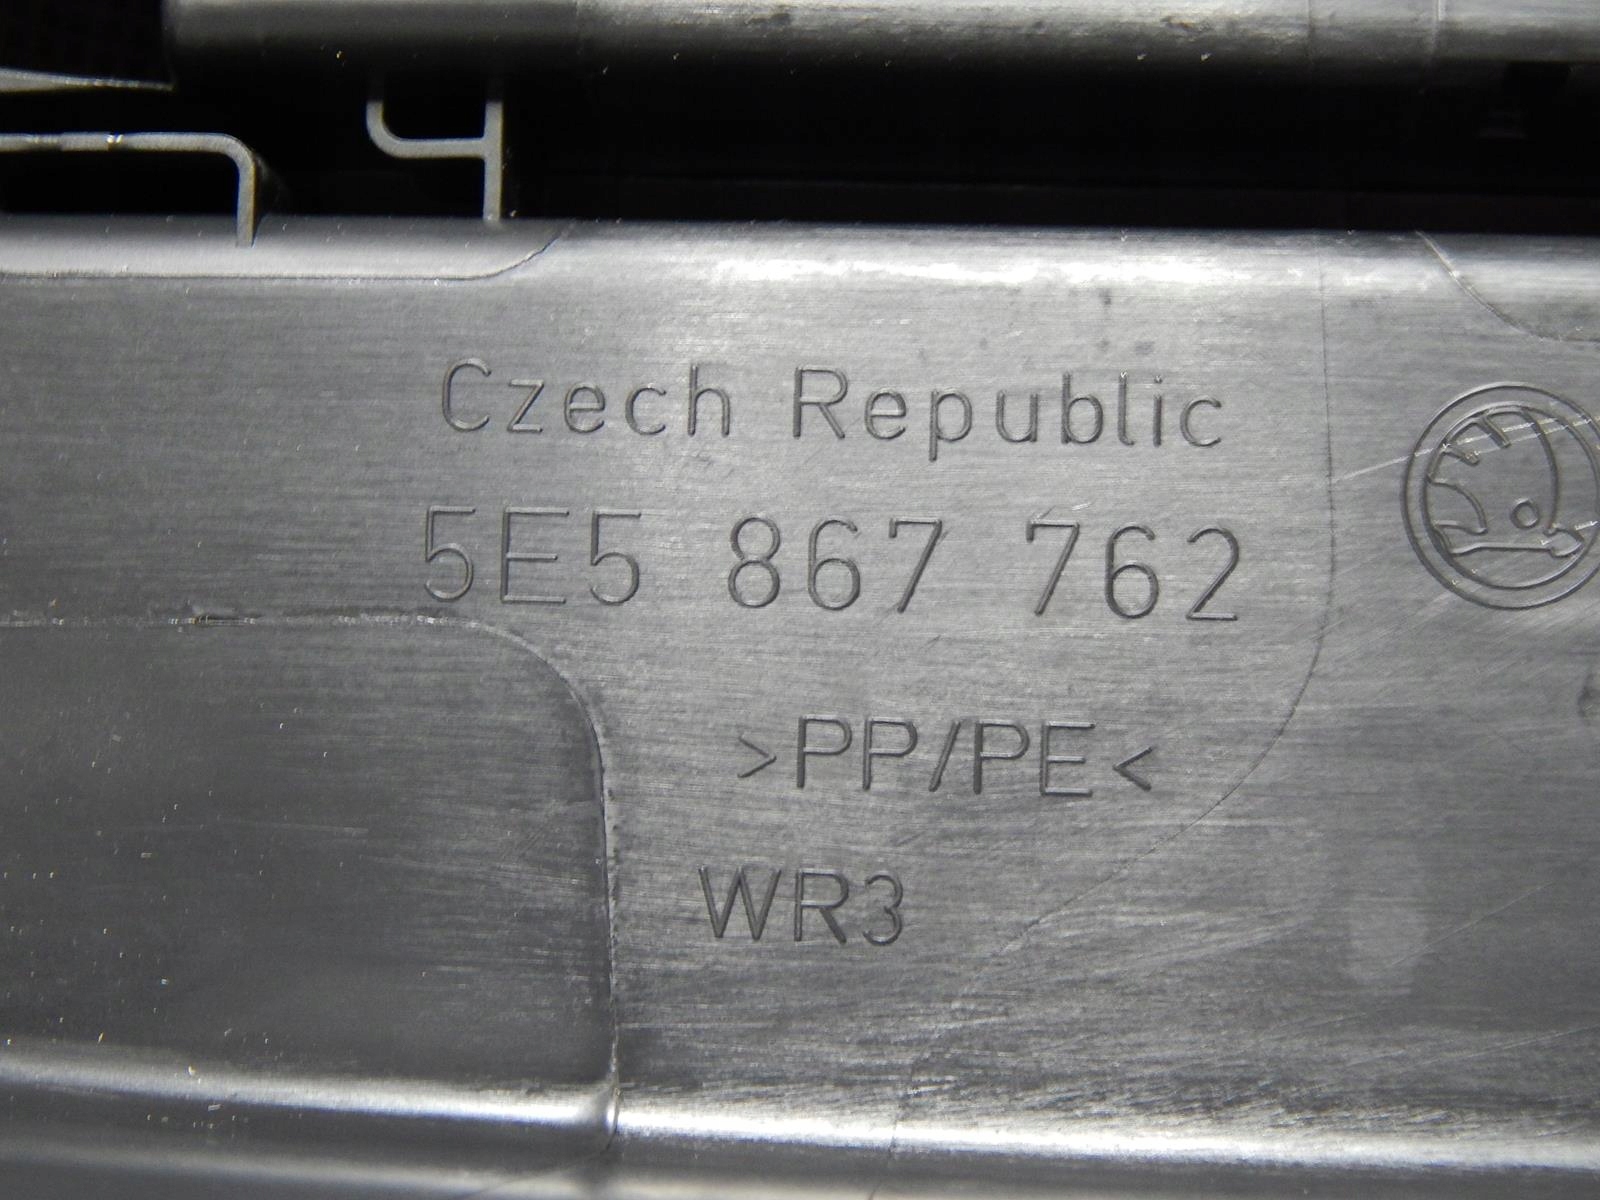 Czech Republic
5E5 867 762
>PP/PE<
WR3